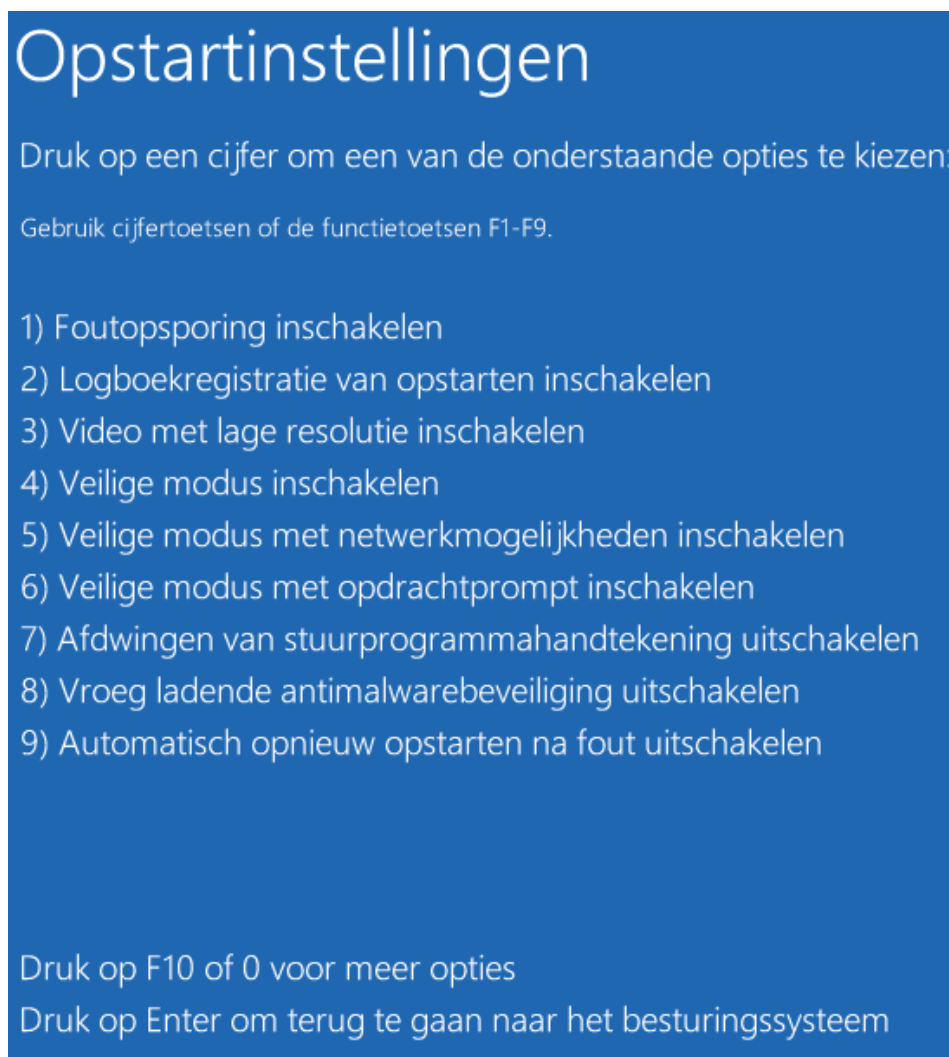 Opstartinstellingen
Druk op een cijfer om een van de onderstaande opties te kiezen:
Gebruik cijfertoetsen of de functietoetsen F1-F9.
1) Foutopsporing inschakelen
2) Logboekregistratie van opstarten inschakelen
3) Video met lage resolutie inschakelen
4) Veilige modus inschakelen
5) Veilige modus met netwerkmogelijkheden inschakelen
6) Veilige modus met opdrachtprompt inschakelen
7) Afdwingen van stuurprogrammahandtekening uitschakelen
8) Vroeg ladende antimalwarebeveiliging uitschakelen
9) Automatisch opnieuw opstarten na fout uitschakelen
Druk op F10 of 0 voor meer opties
Druk op Enter om terug te gaan naar het besturingssysteem